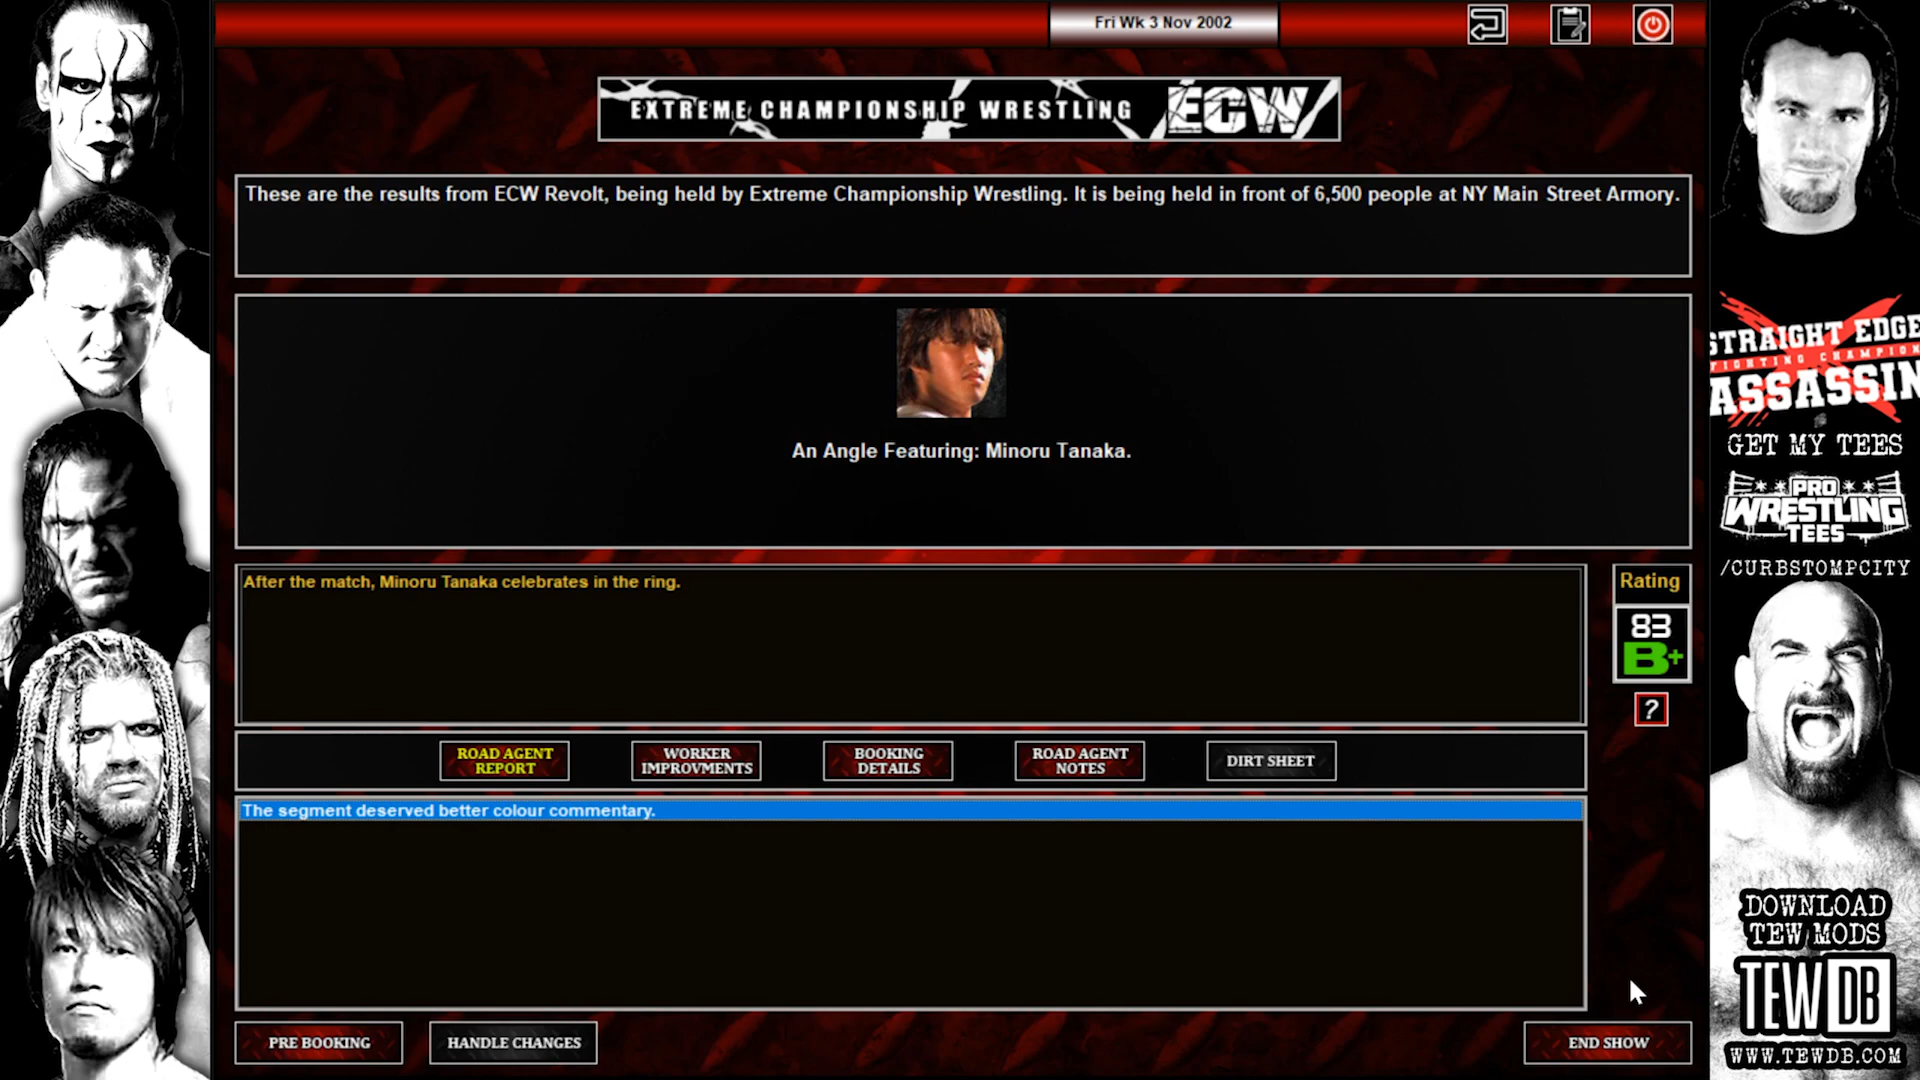 Fri Wk 3 Nov 2002
EXTREME CHAMPIONSHIP WRESTLING ECW
These are the results from ECW Revolt, being held by Extreme Championship Wrestling. It is being held in front of 6,500 people at NY Main Street Armory.
An Angle Featuring: Minoru Tanaka.
After the match, Minoru Tanaka celebrates in the ring.
Rating
83
B+
?
ROAD AGENT
REPORT
WORKER
IMPROVMENTS
BOOKING
DETAILS
ROAD AGENT
NOTES
DIRT SHEET
The segment deserved better colour commentary.
PRE BOOKING
HANDLE CHANGES
END SHOW
STRAIGHT EDGE
FIGHTING CHAMPION
ASSASSIN
GET MY TEES
PRO
WRESTLING
TEES
/CURBSTOMPCITY
DOWNLOAD
TEW MODS
TEW DB
WWW.TEWDB.COM